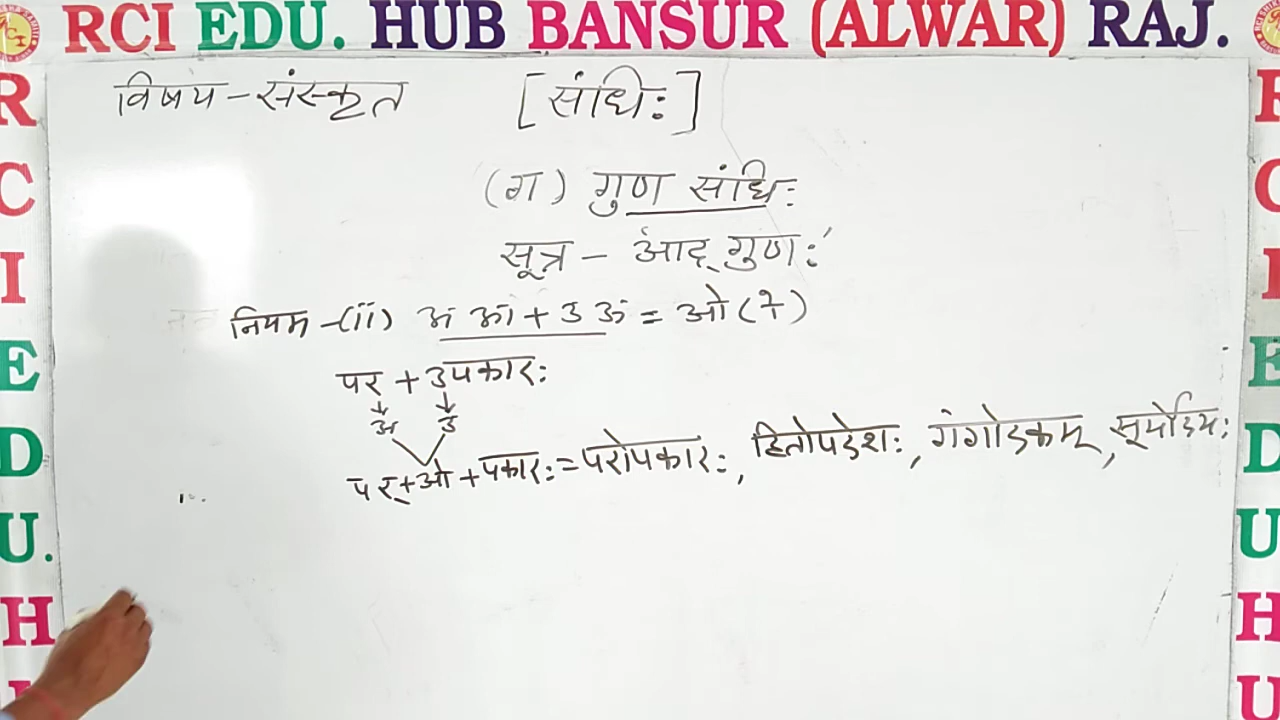 RCI EDU. HUB BANSUR (ALWAR) RAJ.
R
C
I
E
D
U.
H
विषय - संस्कृत [संधिः]
(ग) गुण संधिः
सूत्र - 'आद् गुणः'
नियम -(ii) अ आ + उ ऊ = ओ (ो)
पर + उपकारः
↓ ↓
अ उ
पर् + ओ + पकारः = परोपकारः, हितोपदेशः, गंगोदकम्, सूर्योदयः
R
C
I
E
D
U
H
U